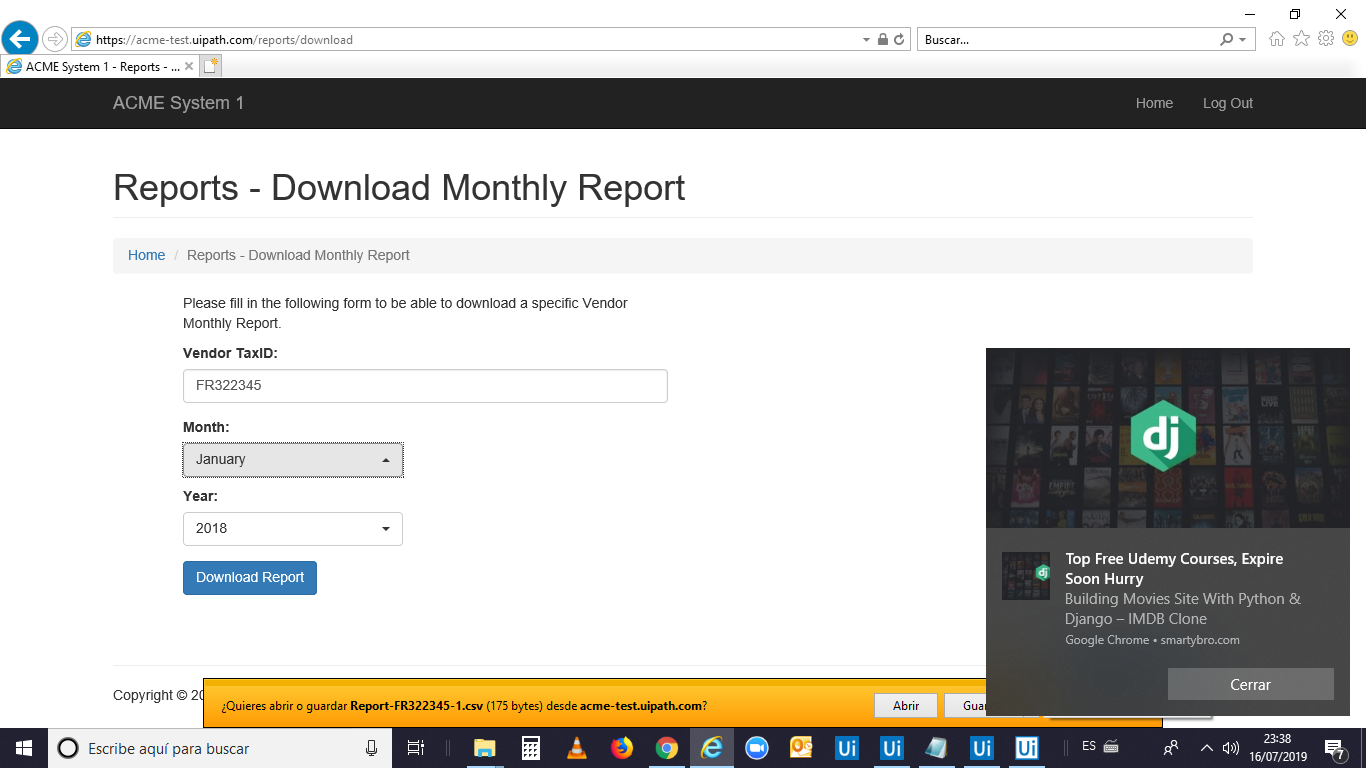 https://acme-test.uipath.com/reports/download
Buscar...
ACME System 1 - Reports - ...
ACME System 1
Home
Log Out
Reports - Download Monthly Report
Home / Reports - Download Monthly Report
Please fill in the following form to be able to download a specific Vendor
Monthly Report.
Vendor TaxID:
FR322345
Month:
January
Year:
2018
Download Report
dj
dj
Top Free Udemy Courses, Expire
Soon Hurry
Building Movies Site With Python &
Django – IMDB Clone
Google Chrome • smartybro.com
Cerrar
Copyright © 20
¿Quieres abrir o guardar Report-FR322345-1.csv (175 bytes) desde acme-test.uipath.com?
Abrir
Gua
Escribe aquí para buscar
Ui
Ui
Ui
Ui
ES
23:38
16/07/2019
7